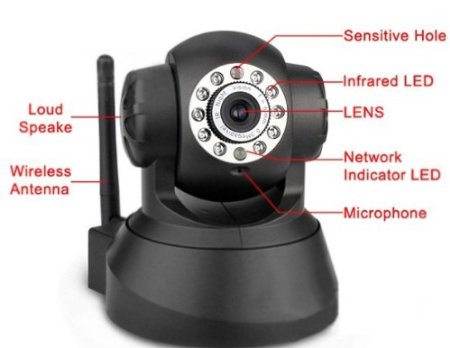 Sensitive Hole
Infrared LED
LENS
Loud
Speake
Network
Indicator LED
Wireless
Antenna
Microphone